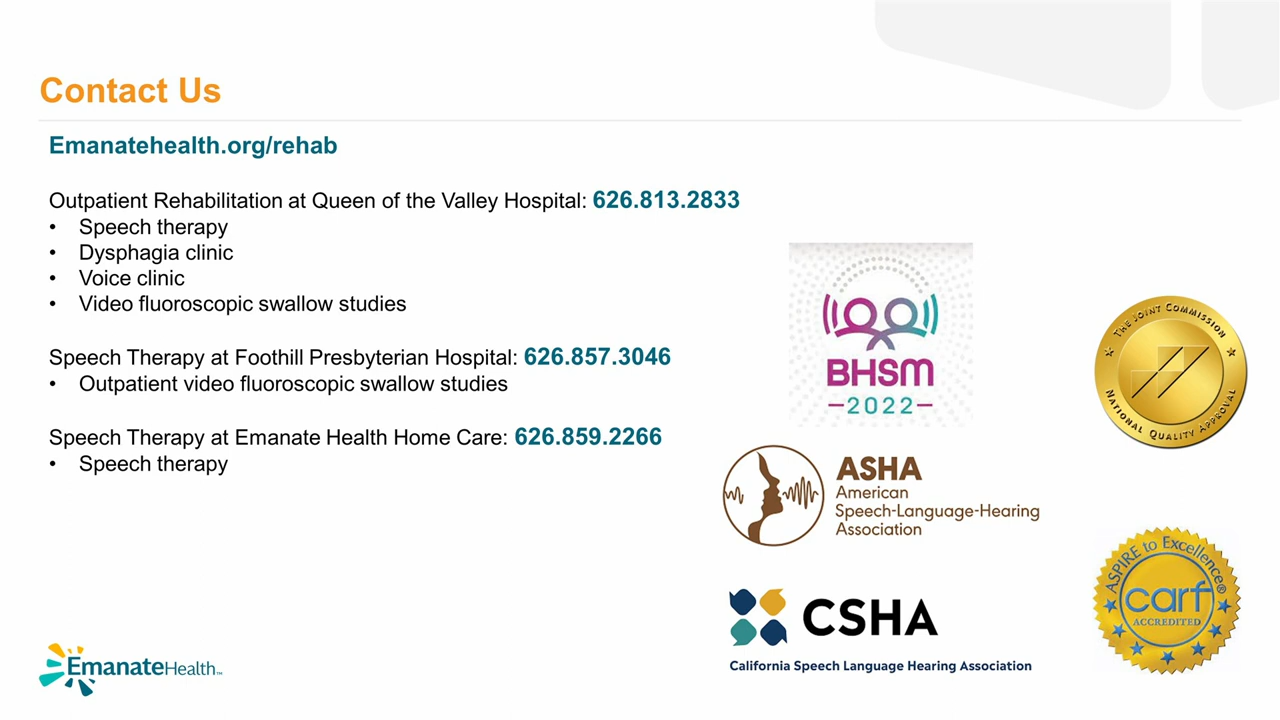 Contact Us
Emanatehealth.org/rehab
Outpatient Rehabilitation at Queen of the Valley Hospital: 626.813.2833
• Speech therapy
• Dysphagia clinic
• Voice clinic
• Video fluoroscopic swallow studies
Speech Therapy at Foothill Presbyterian Hospital: 626.857.3046
• Outpatient video fluoroscopic swallow studies
Speech Therapy at Emanate Health Home Care: 626.859.2266
• Speech therapy
BHSM
—2022—
THE JOINT COMMISSION
NATIONAL QUALITY APPROVAL
ASHA
American
Speech-Language-Hearing
Association
CSHA
California Speech Language Hearing Association
ASPIRE to Excellence®
carf
ACCREDITED
EmanateHealth™